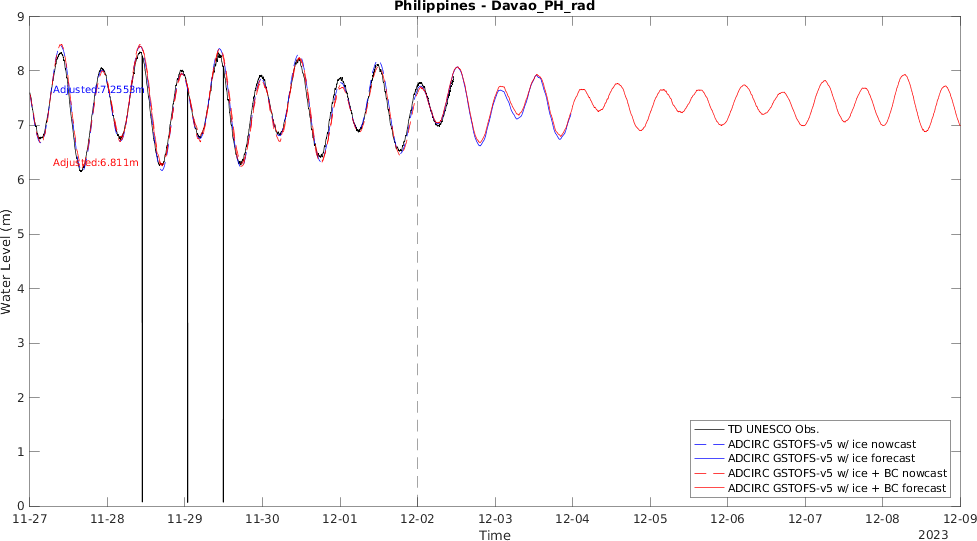 Philippines - Davao_PH_rad
9
8
7
6
5
4
3
2
1
0
Water Level (m)
Adjusted:7.2553m
Adjusted:6.811m
TD UNESCO Obs.
ADCIRC GSTOFS-v5 w/ ice nowcast
ADCIRC GSTOFS-v5 w/ ice forecast
ADCIRC GSTOFS-v5 w/ ice + BC nowcast
ADCIRC GSTOFS-v5 w/ ice + BC forecast
11-27 11-28 11-29 11-30 12-01 12-02 12-03 12-04 12-05 12-06 12-07 12-08 12-09
Time
2023